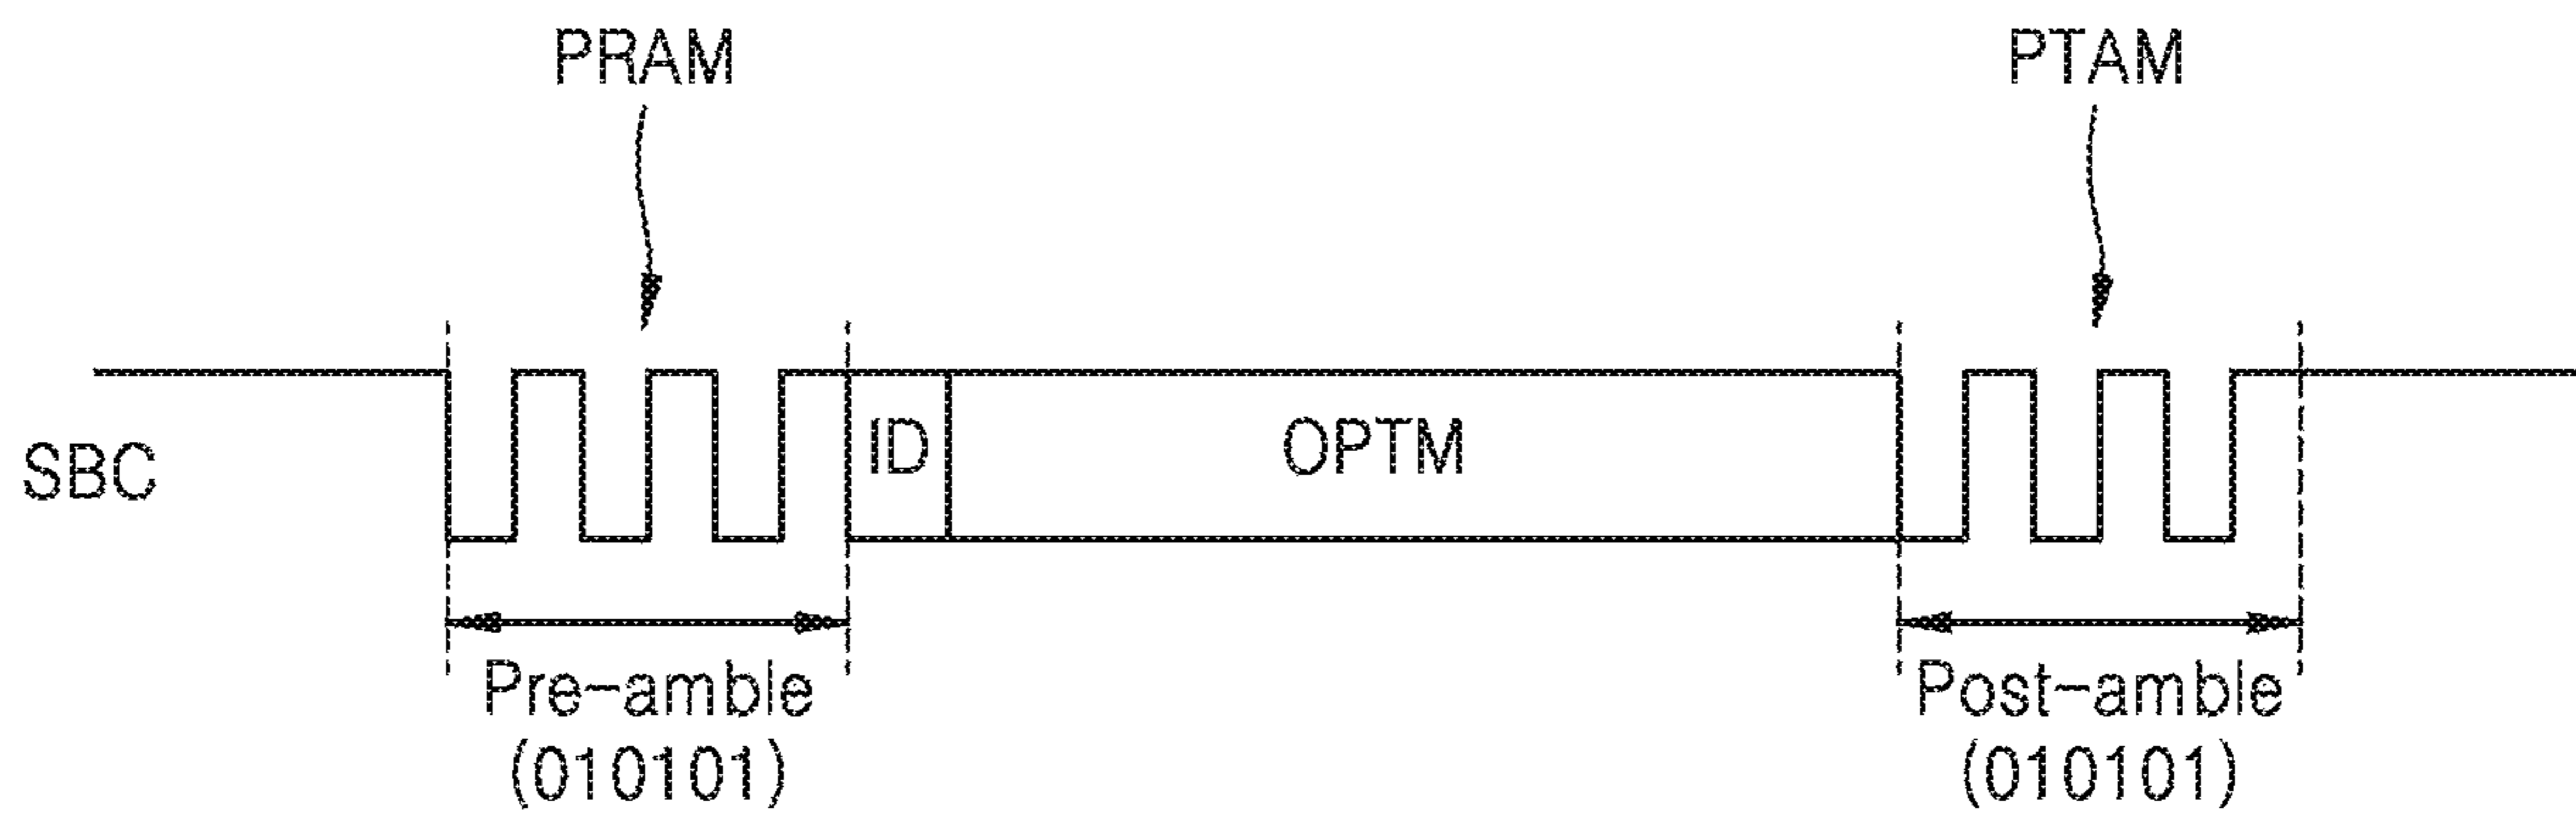 PRAM
PTAM
SBC
ID
OPTM
Pre-amble
(010101)
Post-amble
(010101)